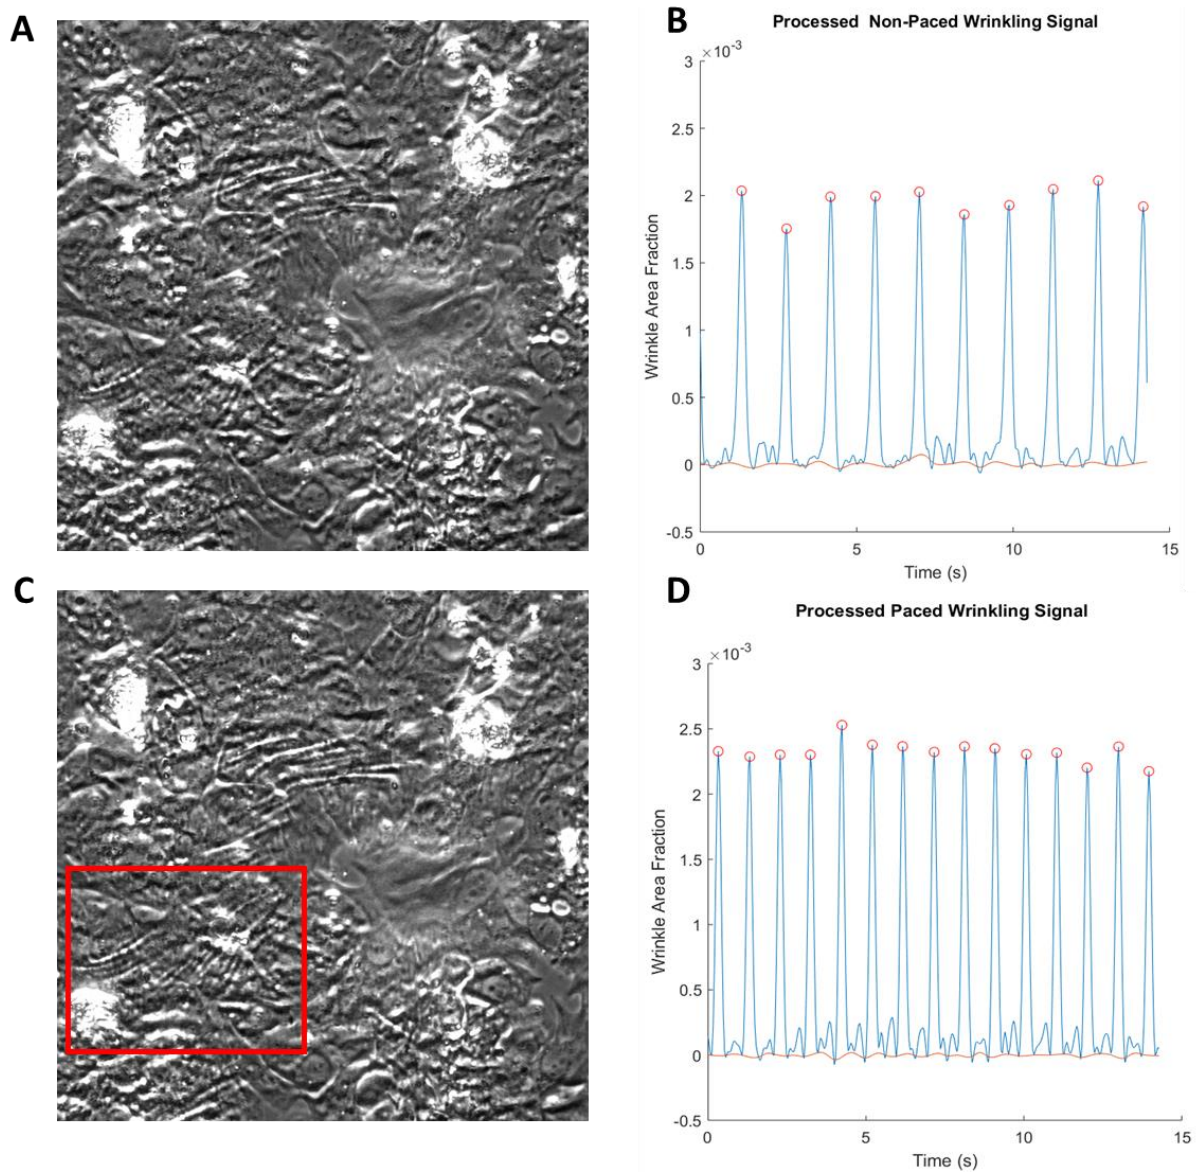 A
B
Processed Non-Paced Wrinkling Signal
×10-3
3
2.5
2
1.5
1
0.5
0
-0.5
Wrinkle Area Fraction
0 5 10 15
Time (s)
C
D
Processed Paced Wrinkling Signal
×10-3
3
2.5
2
1.5
1
0.5
0
-0.5
Wrinkle Area Fraction
0 5 10 15
Time (s)